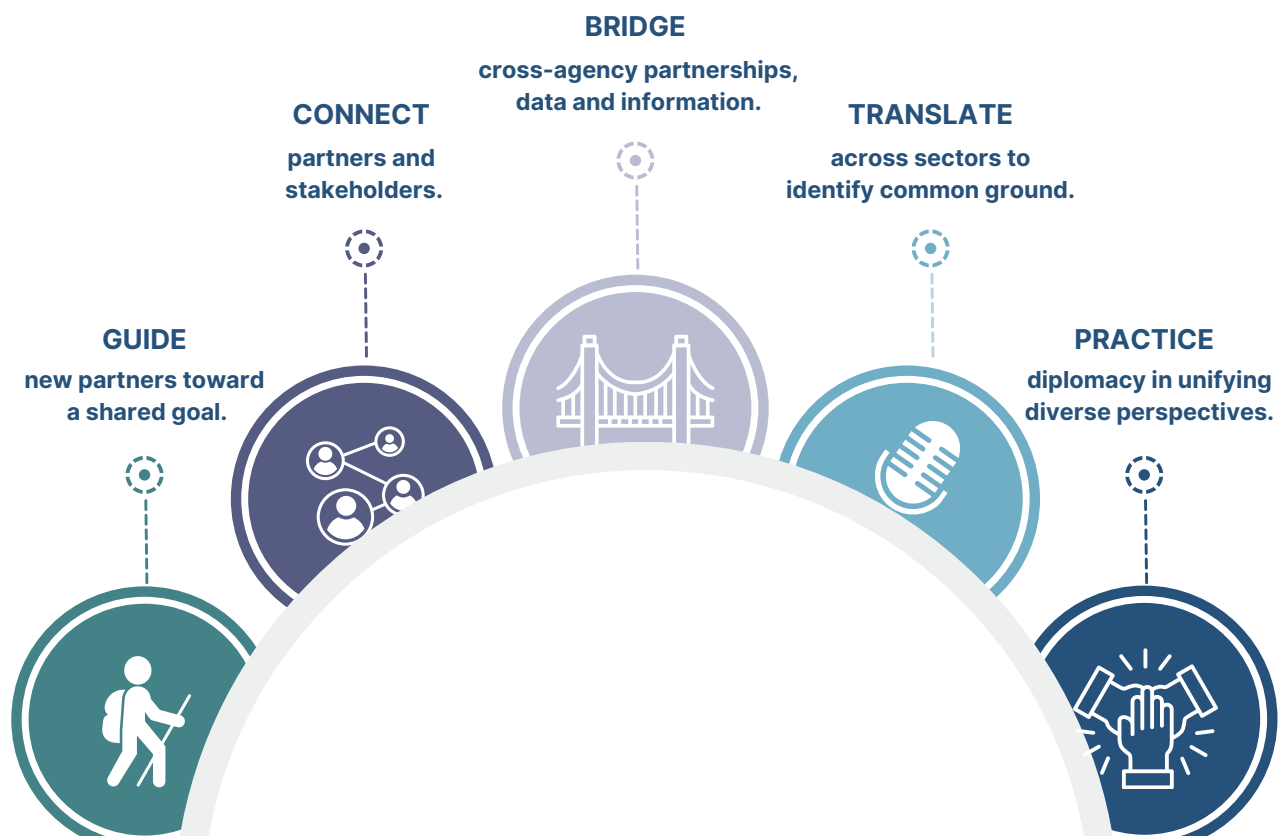 BRIDGE
cross-agency partnerships,
data and information.
CONNECT
partners and
stakeholders.
TRANSLATE
across sectors to
identify common ground.
GUIDE
new partners toward
a shared goal.
PRACTICE
diplomacy in unifying
diverse perspectives.